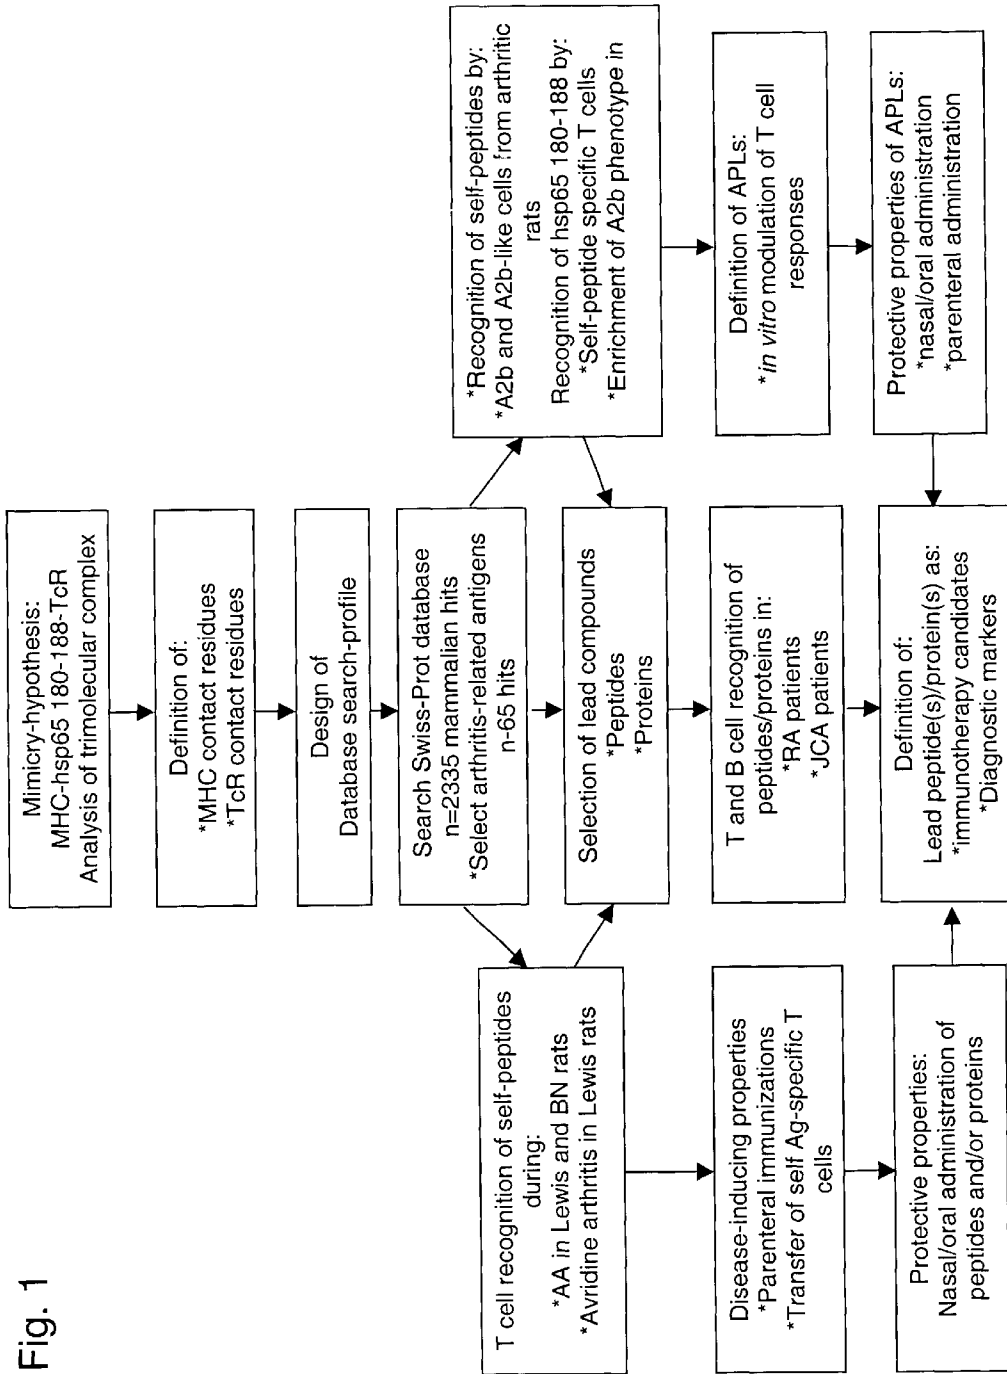 Fig. 1
Mimicry-hypothesis:
MHC-hsp65 180-188-TcR
Analysis of trimolecular complex
Definition of:
*MHC contact residues
*TcR contact residues
Design of
Database search-profile
Search Swiss-Prot database
n=2335 mammalian hits
*Select arthritis-related antigens
n-65 hits
T cell recognition of self-peptides
during:
*AA in Lewis and BN rats
*Avridine arthritis in Lewis rats
Selection of lead compounds
*Peptides
*Proteins
*Recognition of self-peptides by:
*A2b and A2b-like cells from arthritic
rats
Recognition of hsp65 180-188 by:
*Self-peptide specific T cells
*Enrichment of A2b phenotype in
Disease-inducing properties
*Parenteral immunizations
*Transfer of self Ag-specific T
cells
T and B cell recognition of
peptides/proteins in:
*RA patients
*JCA patients
Definition of APLs:
*in vitro modulation of T cell
responses
Protective properties:
Nasal/oral administration of
peptides and/or proteins
Definition of:
Lead peptide(s)/protein(s) as:
*immunotherapy candidates
*Diagnostic markers
Protective properties of APLs:
*nasal/oral administration
*parenteral administration